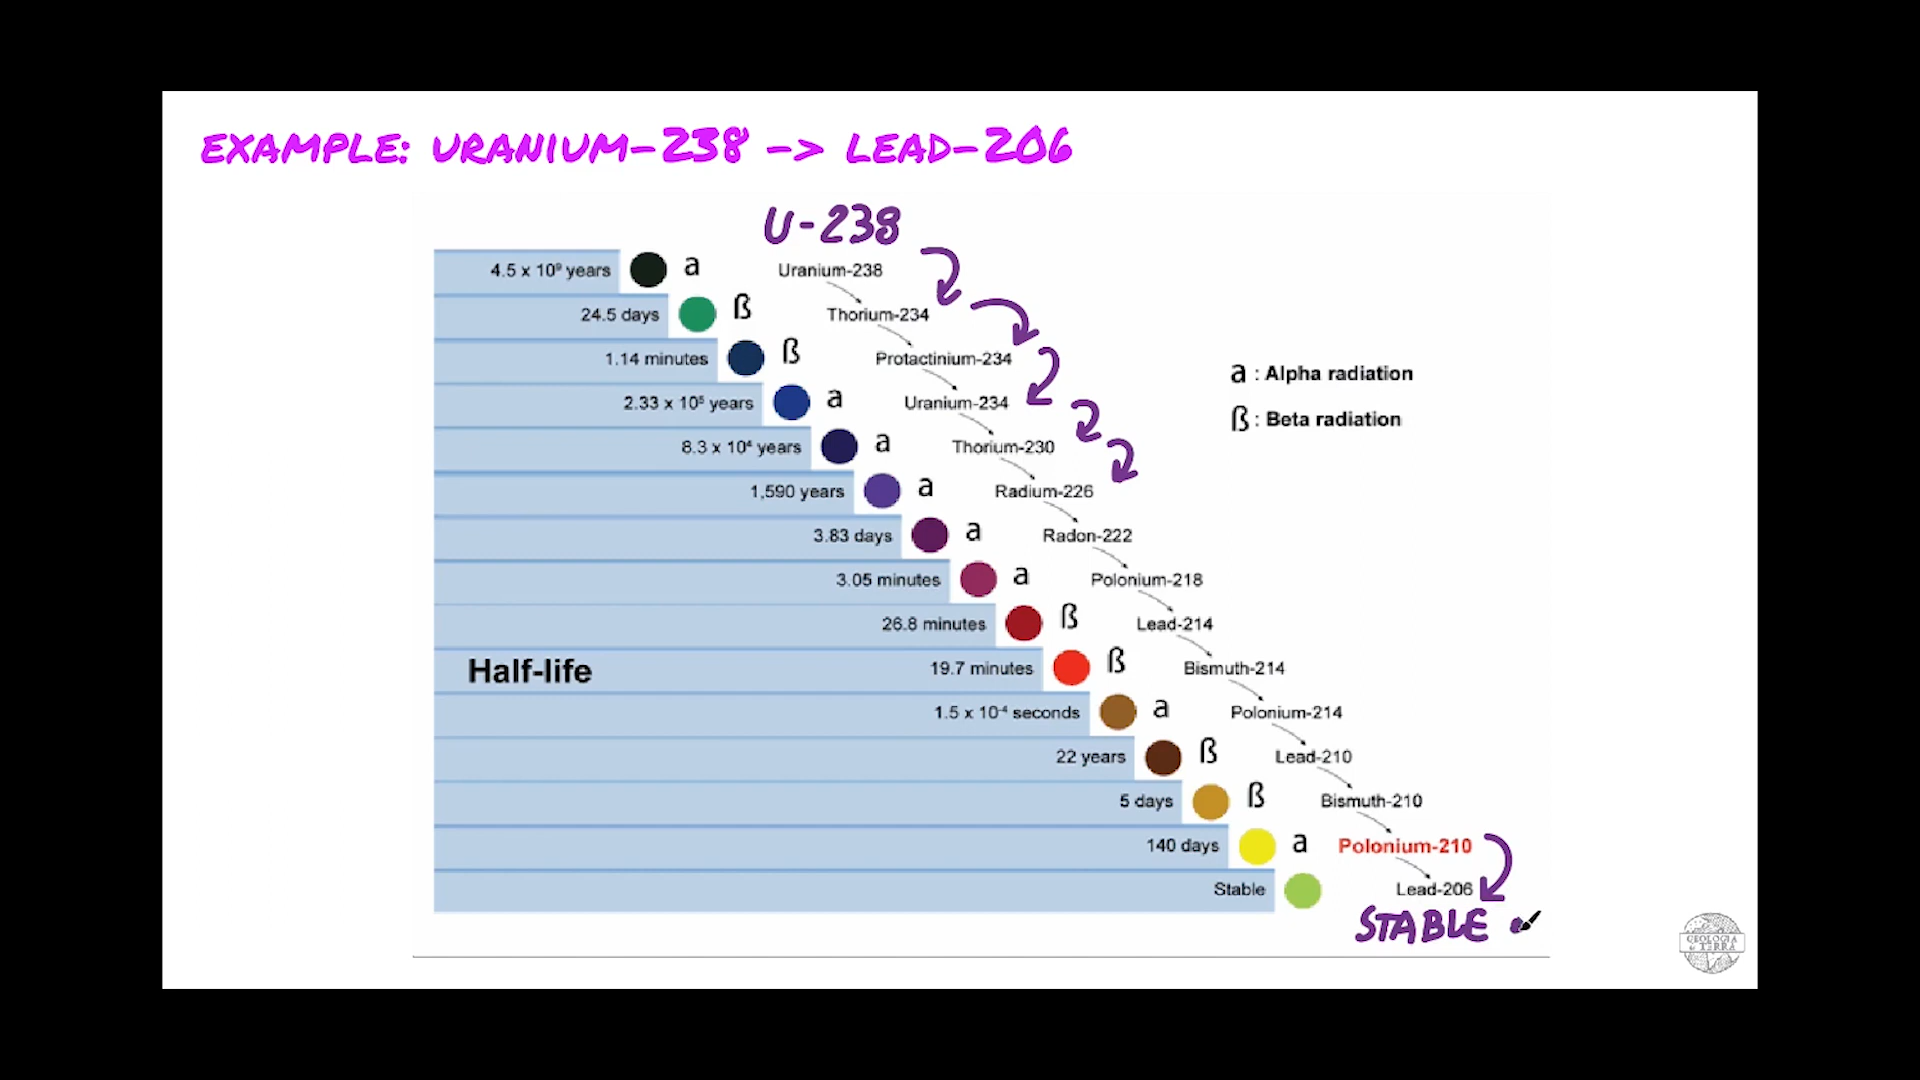 EXAMPLE: URANIUM-238 -> LEAD-206
U-238
4.5 x 10⁹ years a Uranium-238
24.5 days ß Thorium-234
1.14 minutes ß Protactinium-234
2.33 x 10⁵ years a Uranium-234
8.3 x 10⁴ years a Thorium-230
1,590 years a Radium-226
3.83 days a Radon-222
3.05 minutes a Polonium-218
26.8 minutes ß Lead-214
Half-life 19.7 minutes ß Bismuth-214
1.5 x 10⁻⁴ seconds a Polonium-214
22 years ß Lead-210
5 days ß Bismuth-210
140 days a Polonium-210
Stable Lead-206
STABLE
a : Alpha radiation
ß : Beta radiation
GEOLOGIA
TERRA